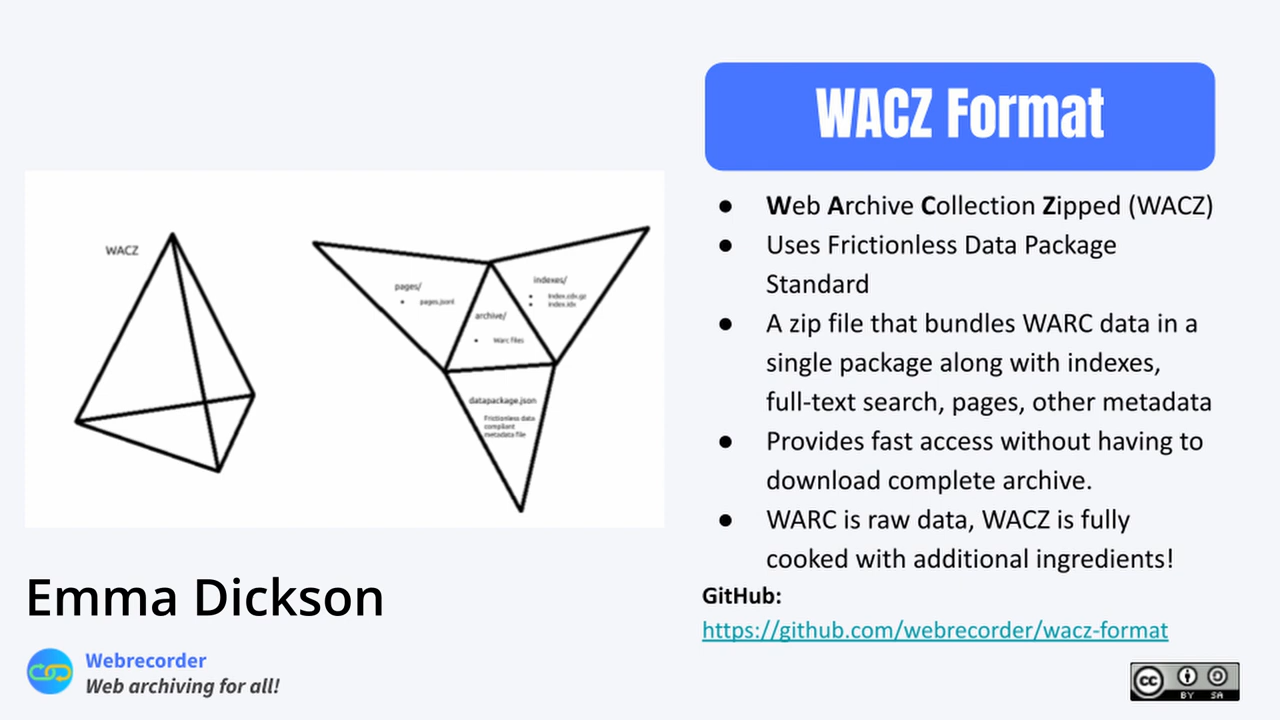 WACZ Format
WACZ
pages/
• pages.jsonl
indexes/
• Index.cdx.gz
• index.idx
archive/
• Warc files
datapackage.json
Frictionless data
compliant
metadata file
● Web Archive Collection Zipped (WACZ)
● Uses Frictionless Data Package
Standard
● A zip file that bundles WARC data in a
single package along with indexes,
full-text search, pages, other metadata
● Provides fast access without having to
download complete archive.
● WARC is raw data, WACZ is fully
cooked with additional ingredients!
GitHub:
https://github.com/webrecorder/wacz-format
Emma Dickson
Webrecorder
Web archiving for all!
cc BY SA